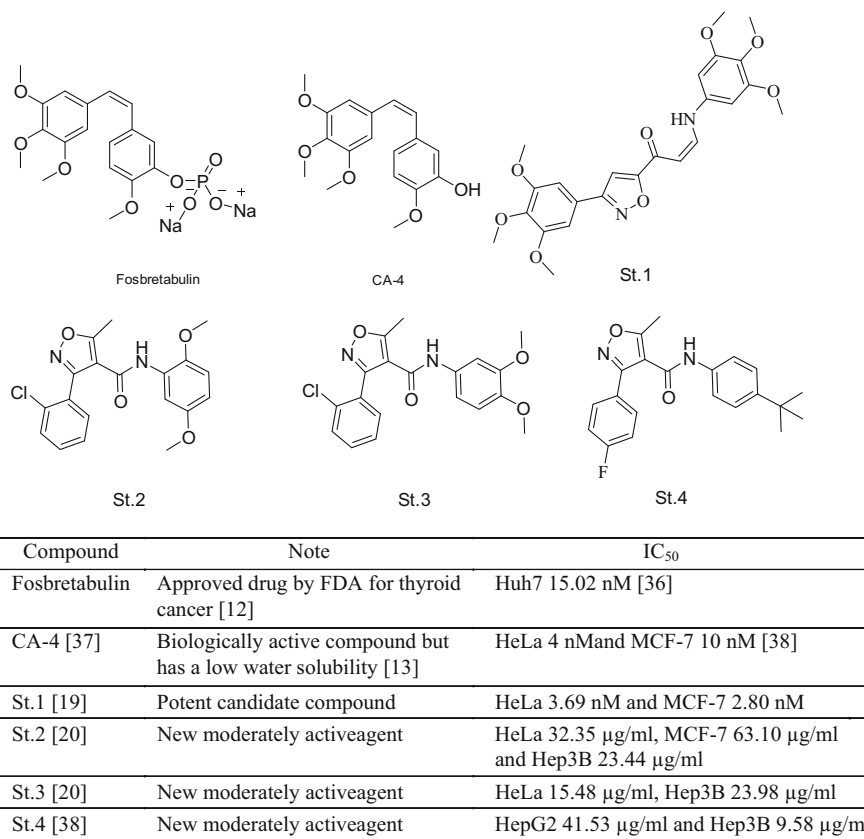 Fosbretabulin
CA-4
St.1
St.2
St.3
St.4
Compound Note IC50
Fosbretabulin Approved drug by FDA for thyroid Huh7 15.02 nM [36]
cancer [12]
CA-4 [37] Biologically active compound but HeLa 4 nMand MCF-7 10 nM [38]
has a low water solubility [13]
St.1 [19] Potent candidate compound HeLa 3.69 nM and MCF-7 2.80 nM
St.2 [20] New moderately activeagent HeLa 32.35 µg/ml, MCF-7 63.10 µg/ml
and Hep3B 23.44 µg/ml
St.3 [20] New moderately activeagent HeLa 15.48 µg/ml, Hep3B 23.98 µg/ml
St.4 [38] New moderately activeagent HepG2 41.53 µg/ml and Hep3B 9.58 µg/m